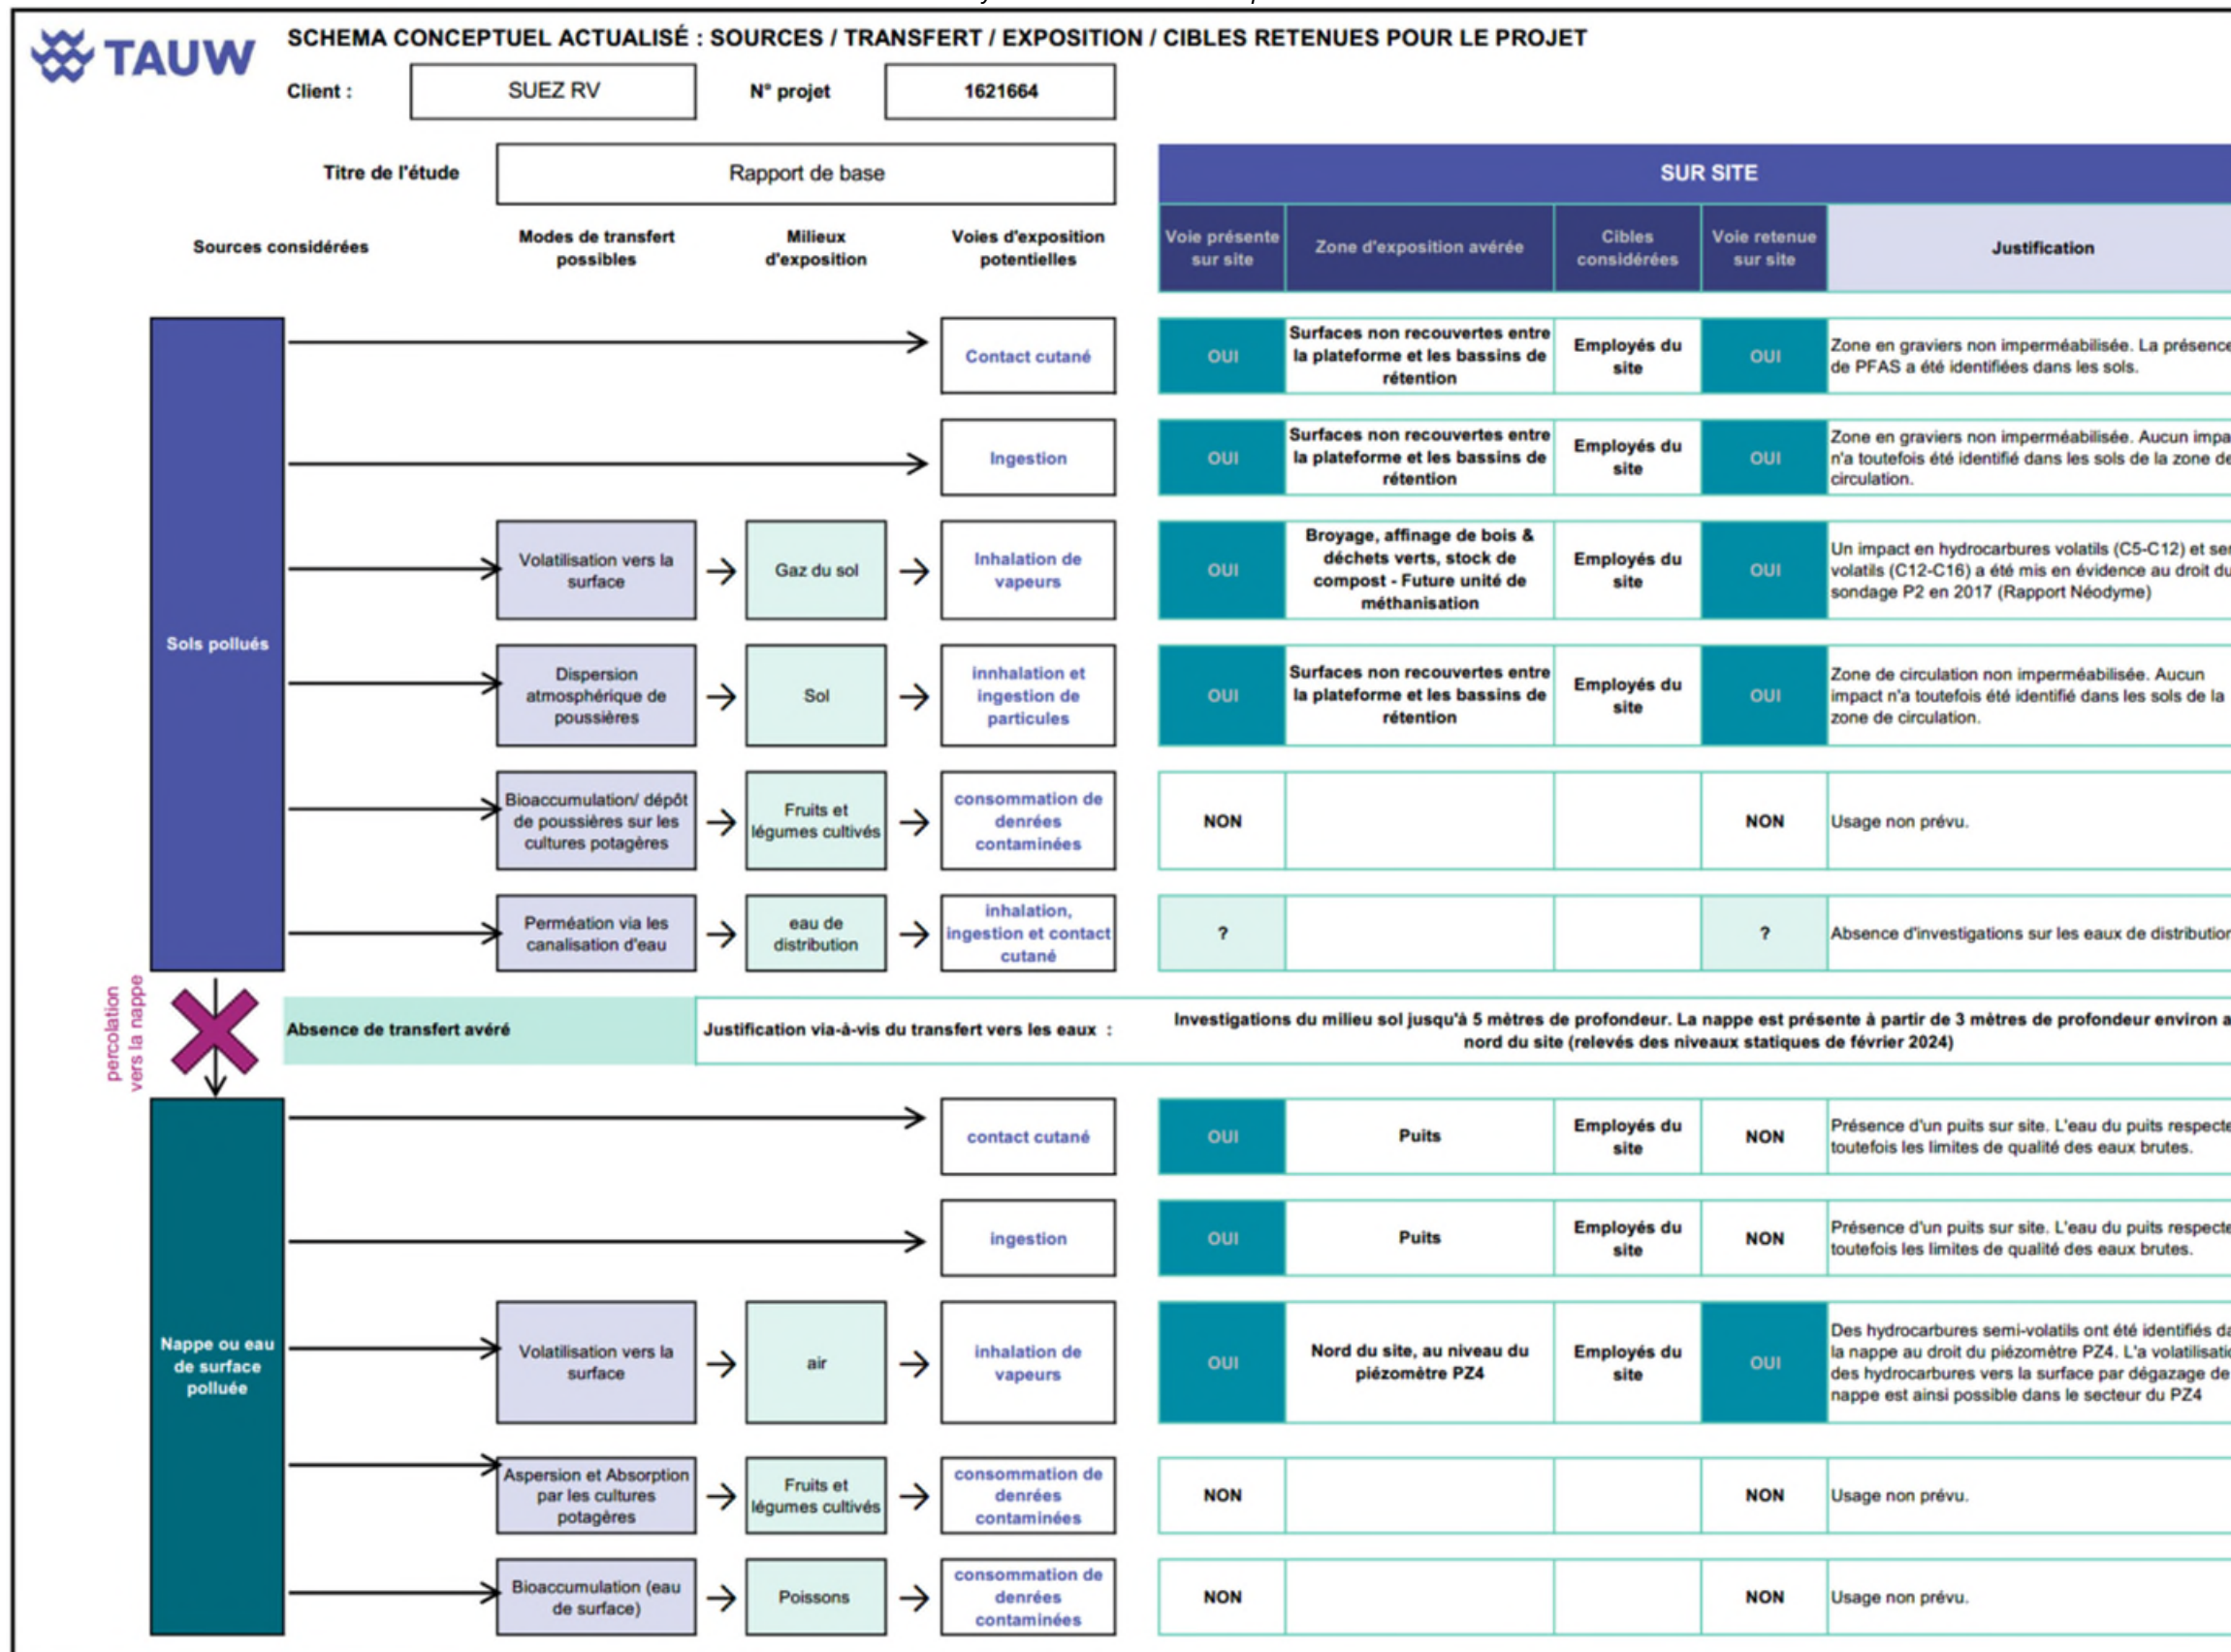 TAUW
SCHEMA CONCEPTUEL ACTUALISÉ : SOURCES / TRANSFERT / EXPOSITION / CIBLES RETENUES POUR LE PROJET
Client :
SUEZ RV
N° projet
1621664
Titre de l'étude
Rapport de base
SUR SITE
Sources considérées
Modes de transfert
possibles
Milieux
d'exposition
Voies d'exposition
potentielles
Voie présente
sur site
Zone d'exposition avérée
Cibles
considérées
Voie retenue
sur site
Justification
Sols pollués
Contact cutané
OUI
Surfaces non recouvertes entre
la plateforme et les bassins de
rétention
Employés du
site
OUI
Zone en graviers non imperméabilisée. La présence
de PFAS a été identifiées dans les sols.
Ingestion
OUI
Surfaces non recouvertes entre
la plateforme et les bassins de
rétention
Employés du
site
OUI
Zone en graviers non imperméabilisée. Aucun impa
n'a toutefois été identifié dans les sols de la zone de
circulation.
Volatilisation vers la
surface
Gaz du sol
Inhalation de
vapeurs
OUI
Broyage, affinage de bois &
déchets verts, stock de
compost - Future unité de
méthanisation
Employés du
site
OUI
Un impact en hydrocarbures volatils (C5-C12) et
volatils (C12-C16) a été mis en évidence au droit du
sondage P2 en 2017 (Rapport Néodyme)
Dispersion
atmosphérique de
poussières
Sol
innhalation et
ingestion de
particules
OUI
Surfaces non recouvertes entre
la plateforme et les bassins de
rétention
Employés du
site
OUI
Zone de circulation non imperméabilisée. Aucun
impact n'a toutefois été identifié dans les sols de la
zone de circulation.
Bioaccumulation/ dépôt
de poussières sur les
cultures potagères
Fruits et
légumes cultivés
consommation de
denrées
contaminées
NON
NON
Usage non prévu.
Perméation via les
canalisation d'eau
eau de
distribution
inhalation,
ingestion et contact
cutané
?
?
Absence d'investigations sur les eaux de distribution
percolation
vers la nappe
Absence de transfert avéré
Justification via-à-vis du transfert vers les eaux :
Investigations du milieu sol jusqu'à 5 mètres de profondeur. La nappe est présente à partir de 3 mètres de profondeur environ a
nord du site (relevés des niveaux statiques de février 2024)
Nappe ou eau
de surface
polluée
contact cutané
OUI
Puits
Employés du
site
NON
Présence d'un puits sur site. L'eau du puits respecte
toutefois les limites de qualité des eaux brutes.
ingestion
OUI
Puits
Employés du
site
NON
Présence d'un puits sur site. L'eau du puits respecte
toutefois les limites de qualité des eaux brutes.
Volatilisation vers la
surface
air
inhalation de
vapeurs
OUI
Nord du site, au niveau du
piézomètre PZ4
Employés du
site
OUI
Des hydrocarbures semi-volatils ont été identifiés da
la nappe au droit du piézomètre PZ4. L'a volatilisatio
des hydrocarbures vers la surface par dégazage de
nappe est ainsi possible dans le secteur du PZ4
Aspersion et Absorption
par les cultures
potagères
Fruits et
légumes cultivés
consommation de
denrées
contaminées
NON
NON
Usage non prévu.
Bioaccumulation (eau
de surface)
Poissons
consommation de
denrées
contaminées
NON
NON
Usage non prévu.